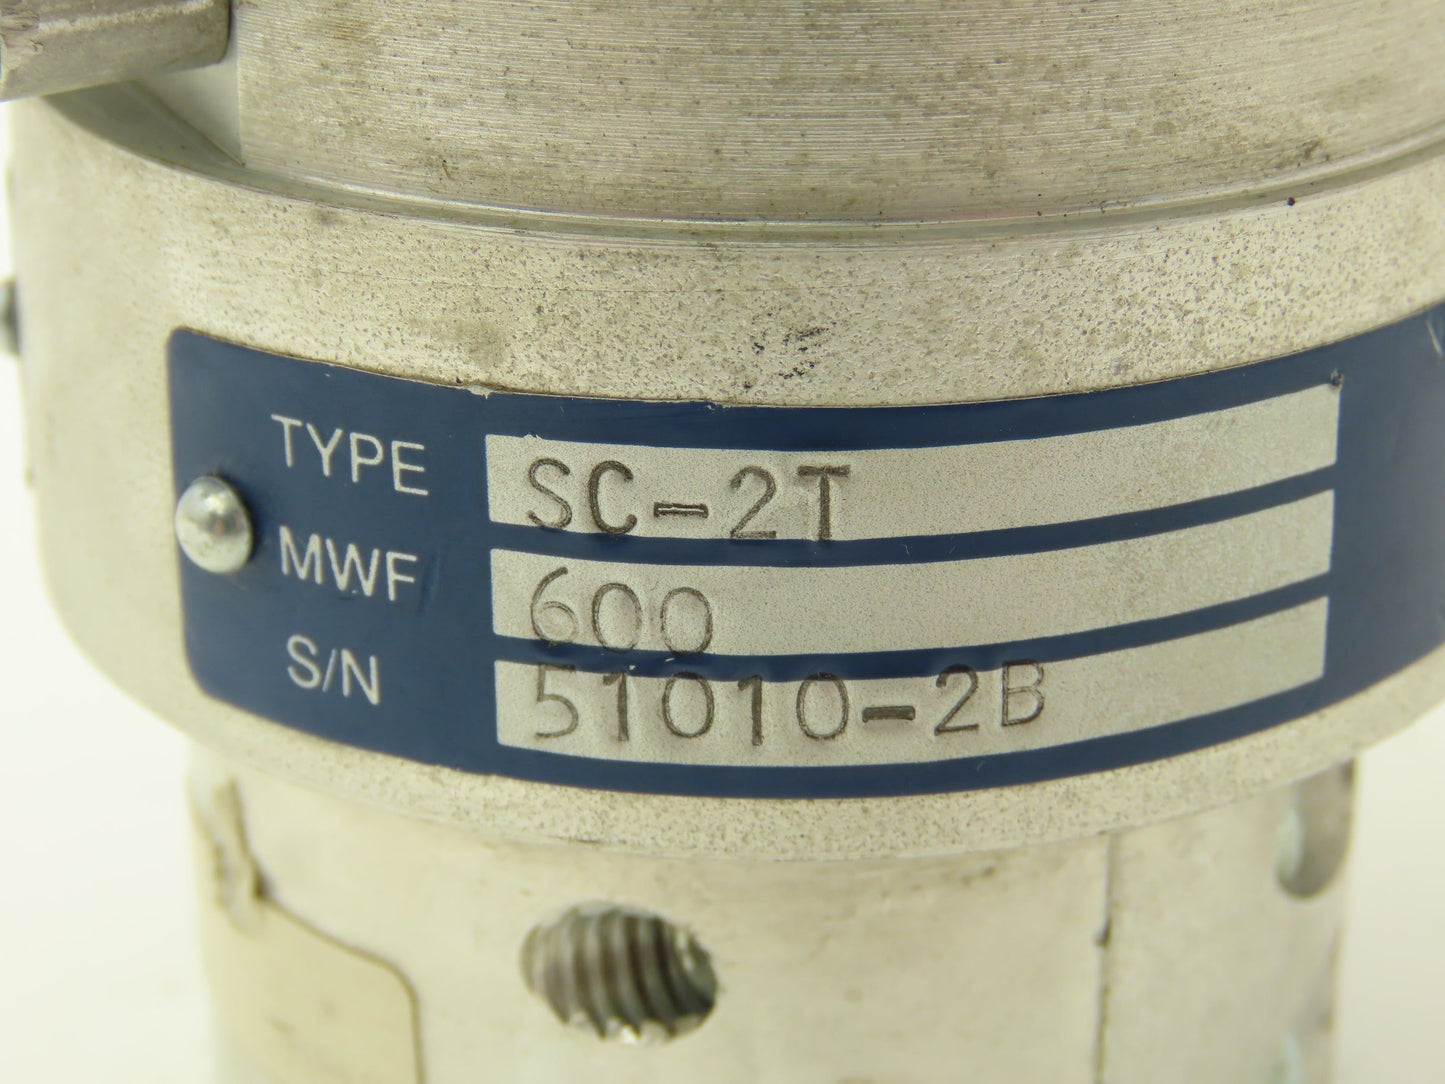 TYPE SC-2T
MWF 600
S/N 51010-2B